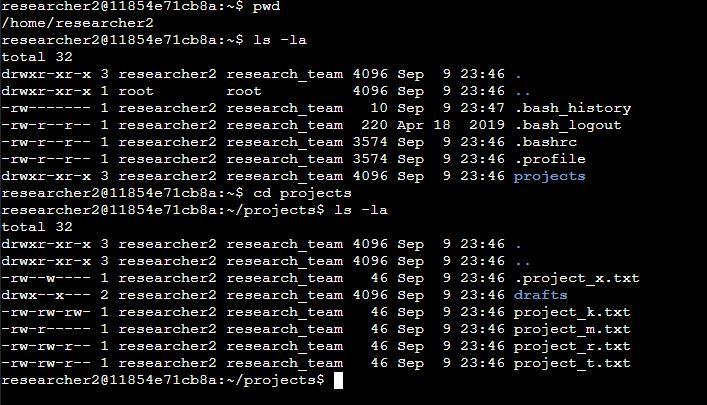 researcher2@11854e71cb8a:~$ pwd
/home/researcher2
researcher2@11854e71cb8a:~$ ls -la
total 32
drwxr-xr-x 3 researcher2 research_team 4096 Sep  9 23:46 .
drwxr-xr-x 1 root        root          4096 Sep  9 23:46 ..
-rw------- 1 researcher2 research_team   10 Sep  9 23:47 .bash_history
-rw-r--r-- 1 researcher2 research_team  220 Apr 18  2019 .bash_logout
-rw-r--r-- 1 researcher2 research_team 3574 Sep  9 23:46 .bashrc
-rw-r--r-- 1 researcher2 research_team 3574 Sep  9 23:46 .profile
drwxr-xr-x 3 researcher2 research_team 4096 Sep  9 23:46 projects
researcher2@11854e71cb8a:~$ cd projects
researcher2@11854e71cb8a:~/projects$ ls -la
total 32
drwxr-xr-x 3 researcher2 research_team 4096 Sep  9 23:46 .
drwxr-xr-x 3 researcher2 research_team 4096 Sep  9 23:46 ..
-rw--w---- 1 researcher2 research_team   46 Sep  9 23:46 .project_x.txt
drwx--x--- 2 researcher2 research_team 4096 Sep  9 23:46 drafts
-rw-rw-rw- 1 researcher2 research_team   46 Sep  9 23:46 project_k.txt
-rw-r----- 1 researcher2 research_team   46 Sep  9 23:46 project_m.txt
-rw-rw-r-- 1 researcher2 research_team   46 Sep  9 23:46 project_r.txt
-rw-rw-r-- 1 researcher2 research_team   46 Sep  9 23:46 project_t.txt
researcher2@11854e71cb8a:~/projects$